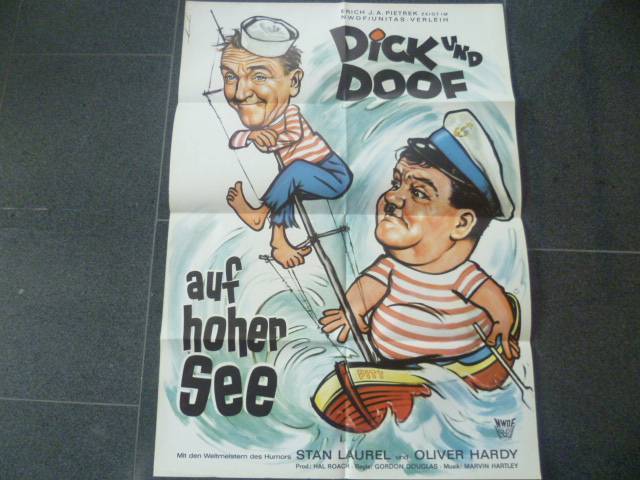 ERICH J.A. PIETREK ZEIGT IM
NWDF/UNITAS-VERLEIH
DiCK UND
DOOF
auf
hoher
See
PITT
NWDF
Mit den Weltmeistern des Humors STAN LAUREL und OLIVER HARDY
Prod.: HAL ROACH · Regie: GORDON DOUGLAS · Musik: MARVIN HARTLEY